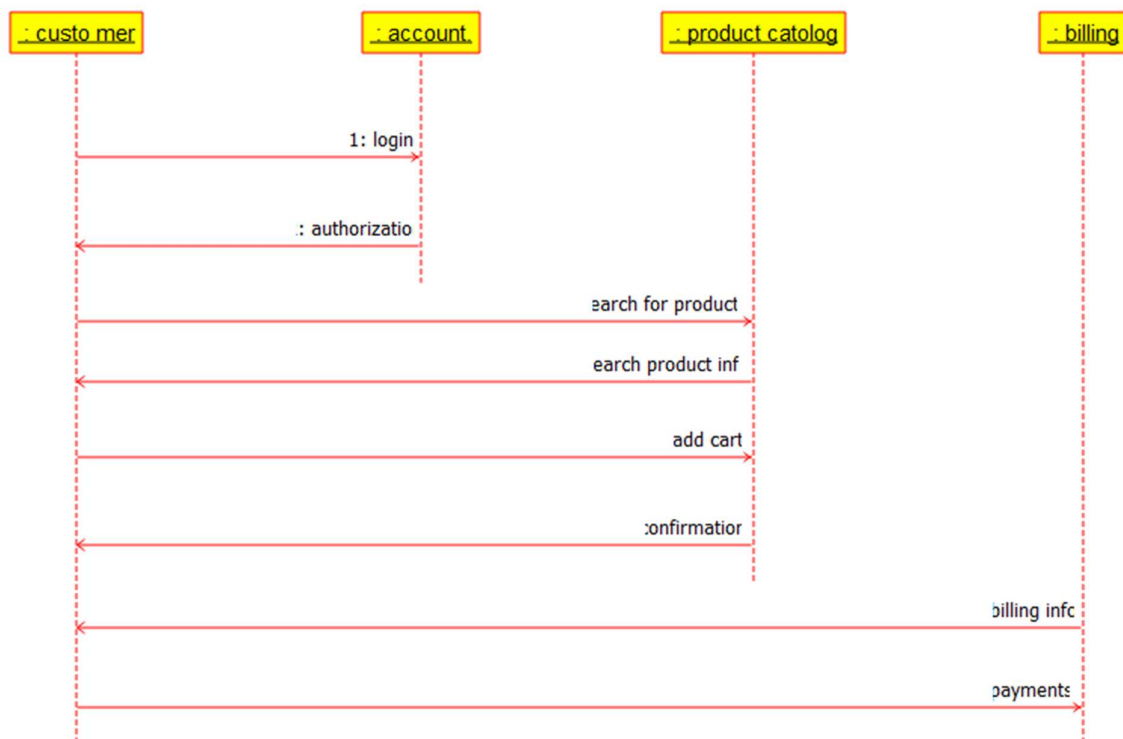 : custo mer
: account.
: product catolog
: billing
1: login
: authorizatio
earch for product
earch product inf
add cart
onfirmation
billing info
payments